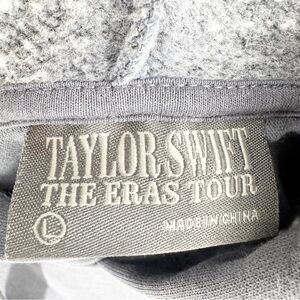 TAYLOR SWIFT
THE ERAS TOUR
L MADE IN CHINA